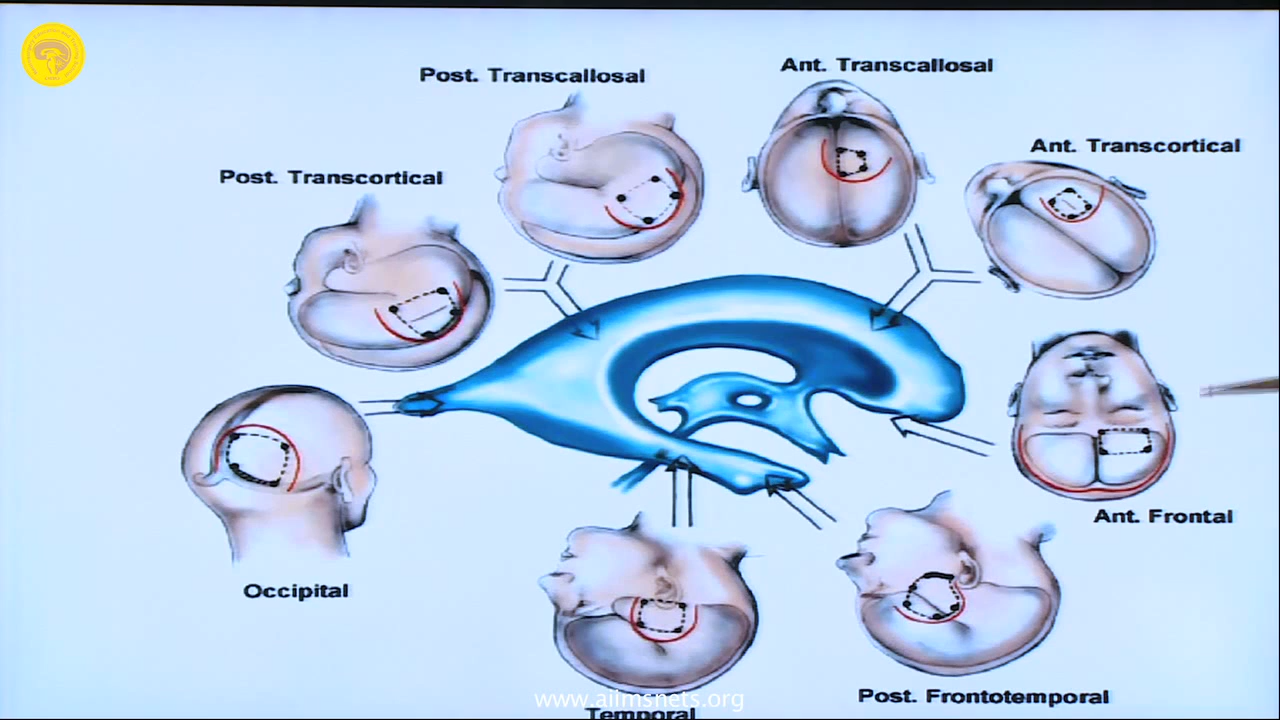 Ant. Transcallosal
Post. Transcallosal
Ant. Transcortical
Post. Transcortical
Ant. Frontal
Occipital
Post. Frontotemporal
www.aiimsnets.org
Temporal